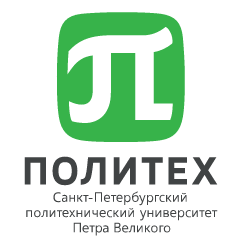 П
ПОЛИТЕХ
Санкт-Петербургский
политехнический университет
Петра Великого